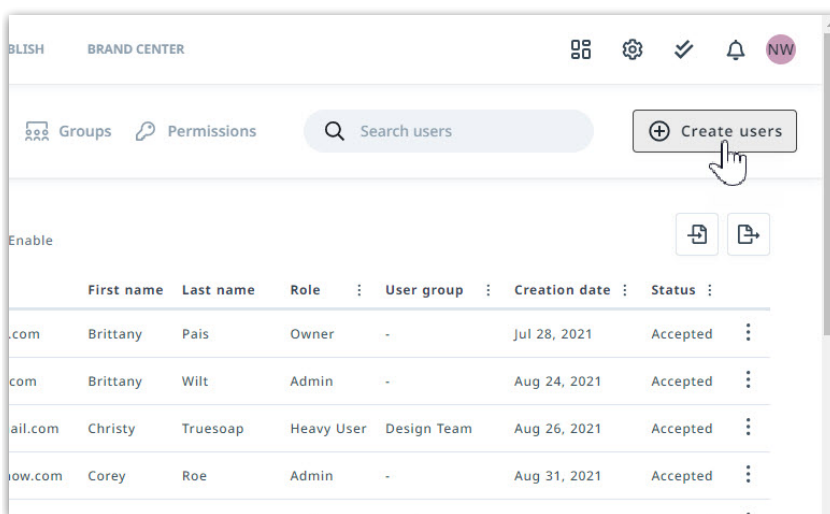 BLISH BRAND CENTER NW
Groups Permissions Search users Create users
Enable
First name Last name Role User group Creation date Status
.com Brittany Pais Owner - Jul 28, 2021 Accepted
com Brittany Wilt Admin - Aug 24, 2021 Accepted
ail.com Christy Truesoap Heavy User Design Team Aug 26, 2021 Accepted
now.com Corey Roe Admin - Aug 31, 2021 Accepted